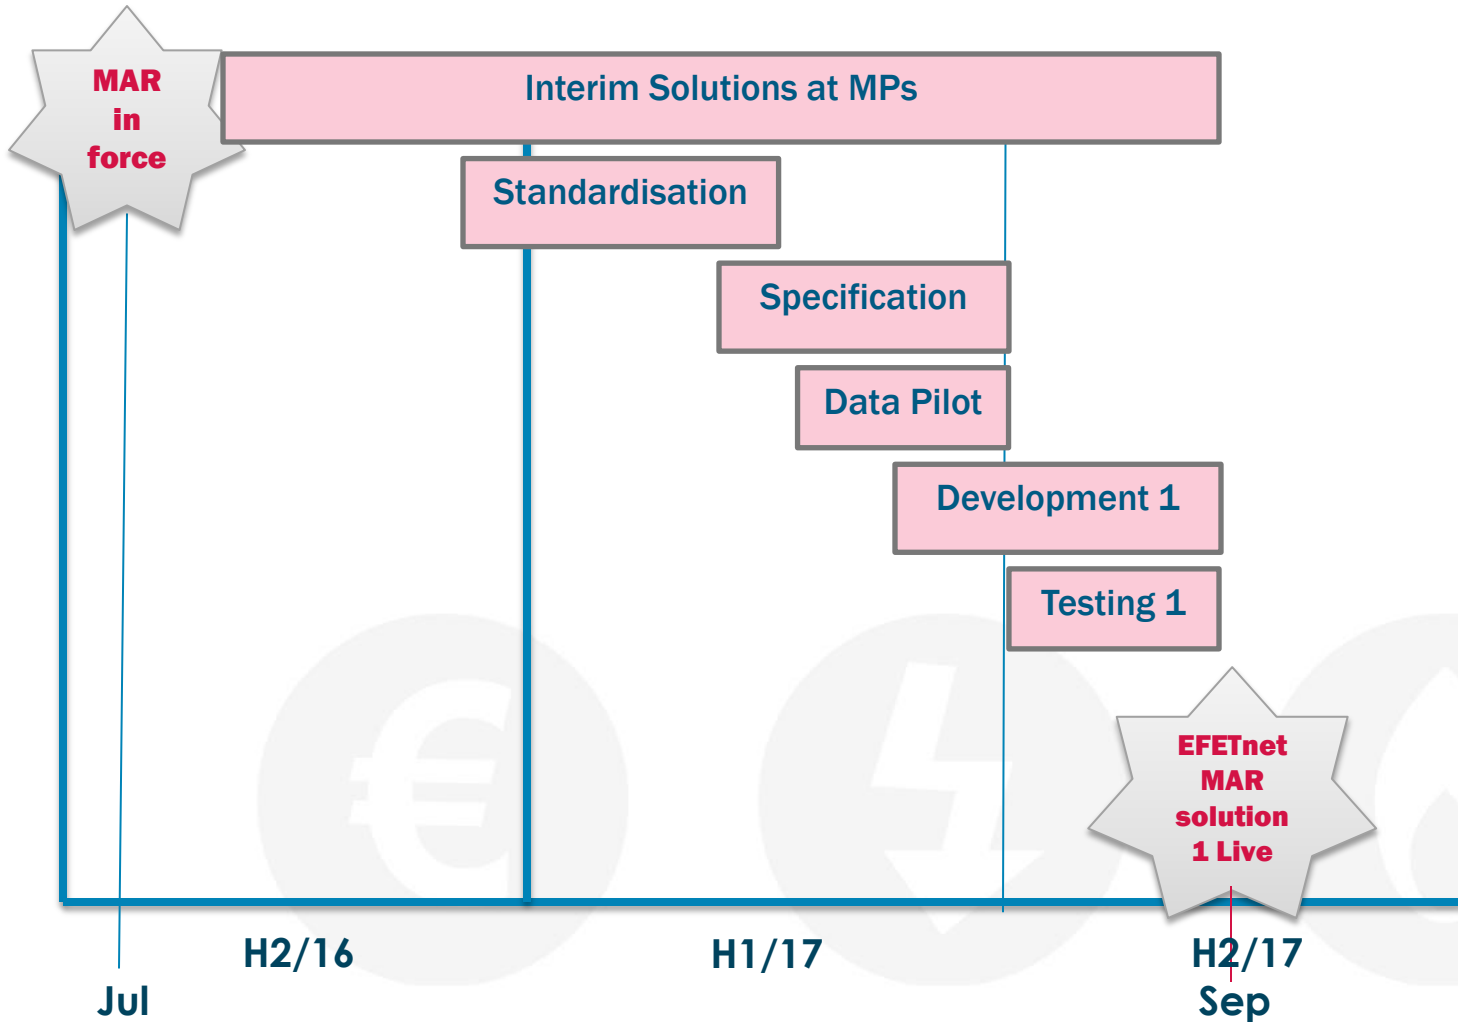 MAR
in
force
Interim Solutions at MPs
Standardisation
Specification
Data Pilot
Development 1
Testing 1
EFETnet
MAR
solution
1 Live
H2/16
H1/17
H2/17
Jul
Sep